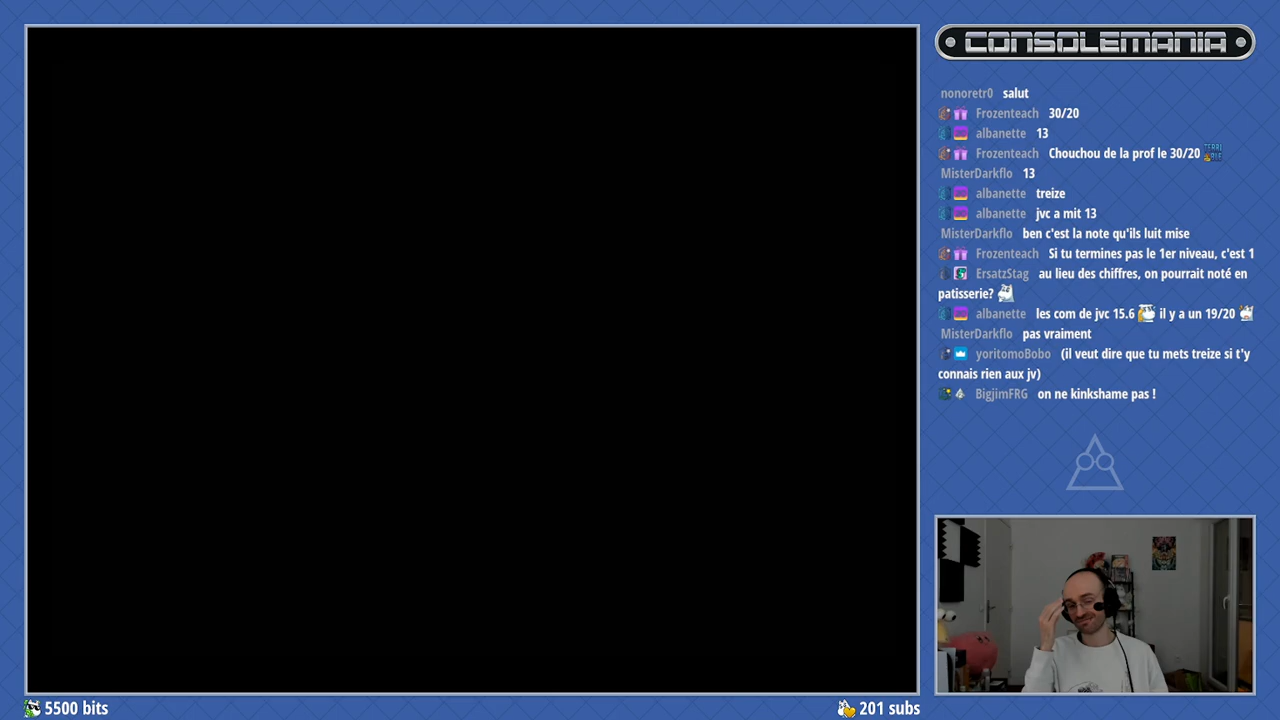 CONSOLEMANIA
nonoretr0 salut
Frozenteach 30/20
albanette 13
Frozenteach Chouchou de la prof le 30/20
MisterDarkflo 13
albanette treize
albanette jvc a mit 13
MisterDarkflo ben c'est la note qu'ils luit mise
Frozenteach Si tu termines pas le 1er niveau, c'est 1
ErsatzStag au lieu des chiffres, on pourrait noté en
patisserie?
albanette les com de jvc 15.6 il y a un 19/20
MisterDarkflo pas vraiment
yoritomoBobo (il veut dire que tu mets treize si t'y
connais rien aux jv)
BigjimFRG on ne kinkshame pas !
5500 bits
201 subs